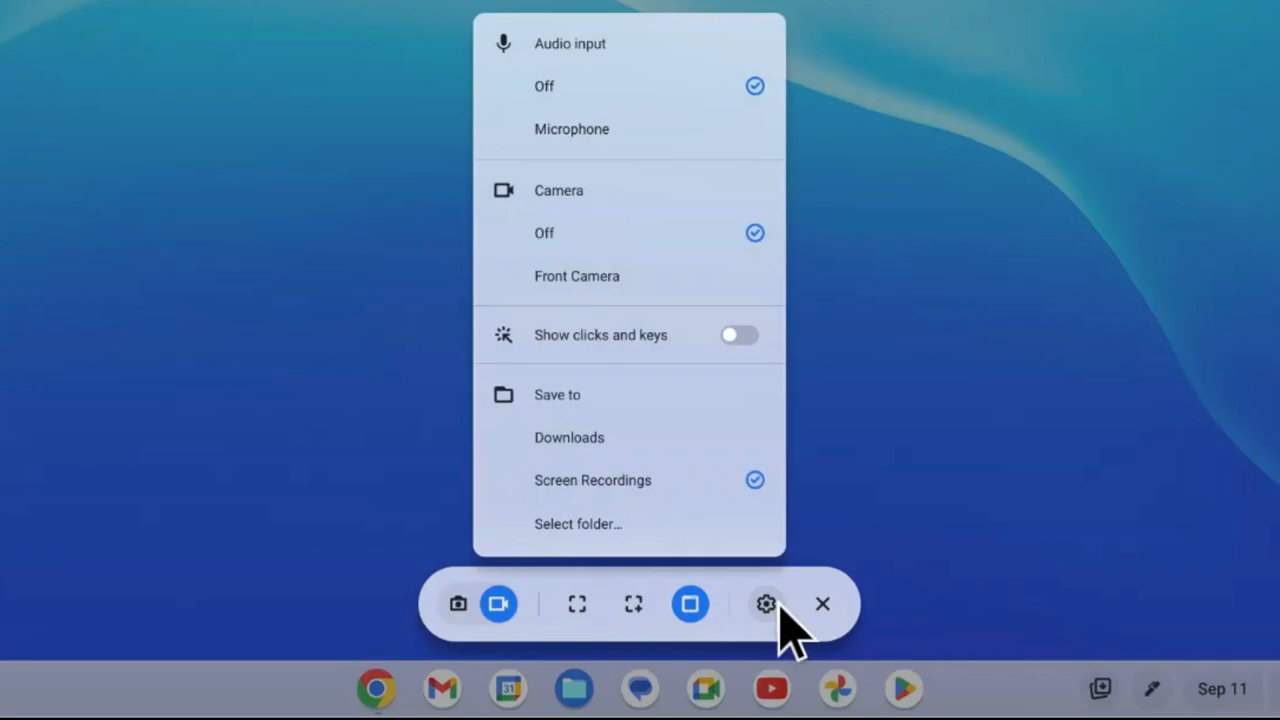 Audio input
Off
Microphone
Camera
Off
Front Camera
Show clicks and keys
Save to
Downloads
Screen Recordings
Select folder...
31
Sep 11